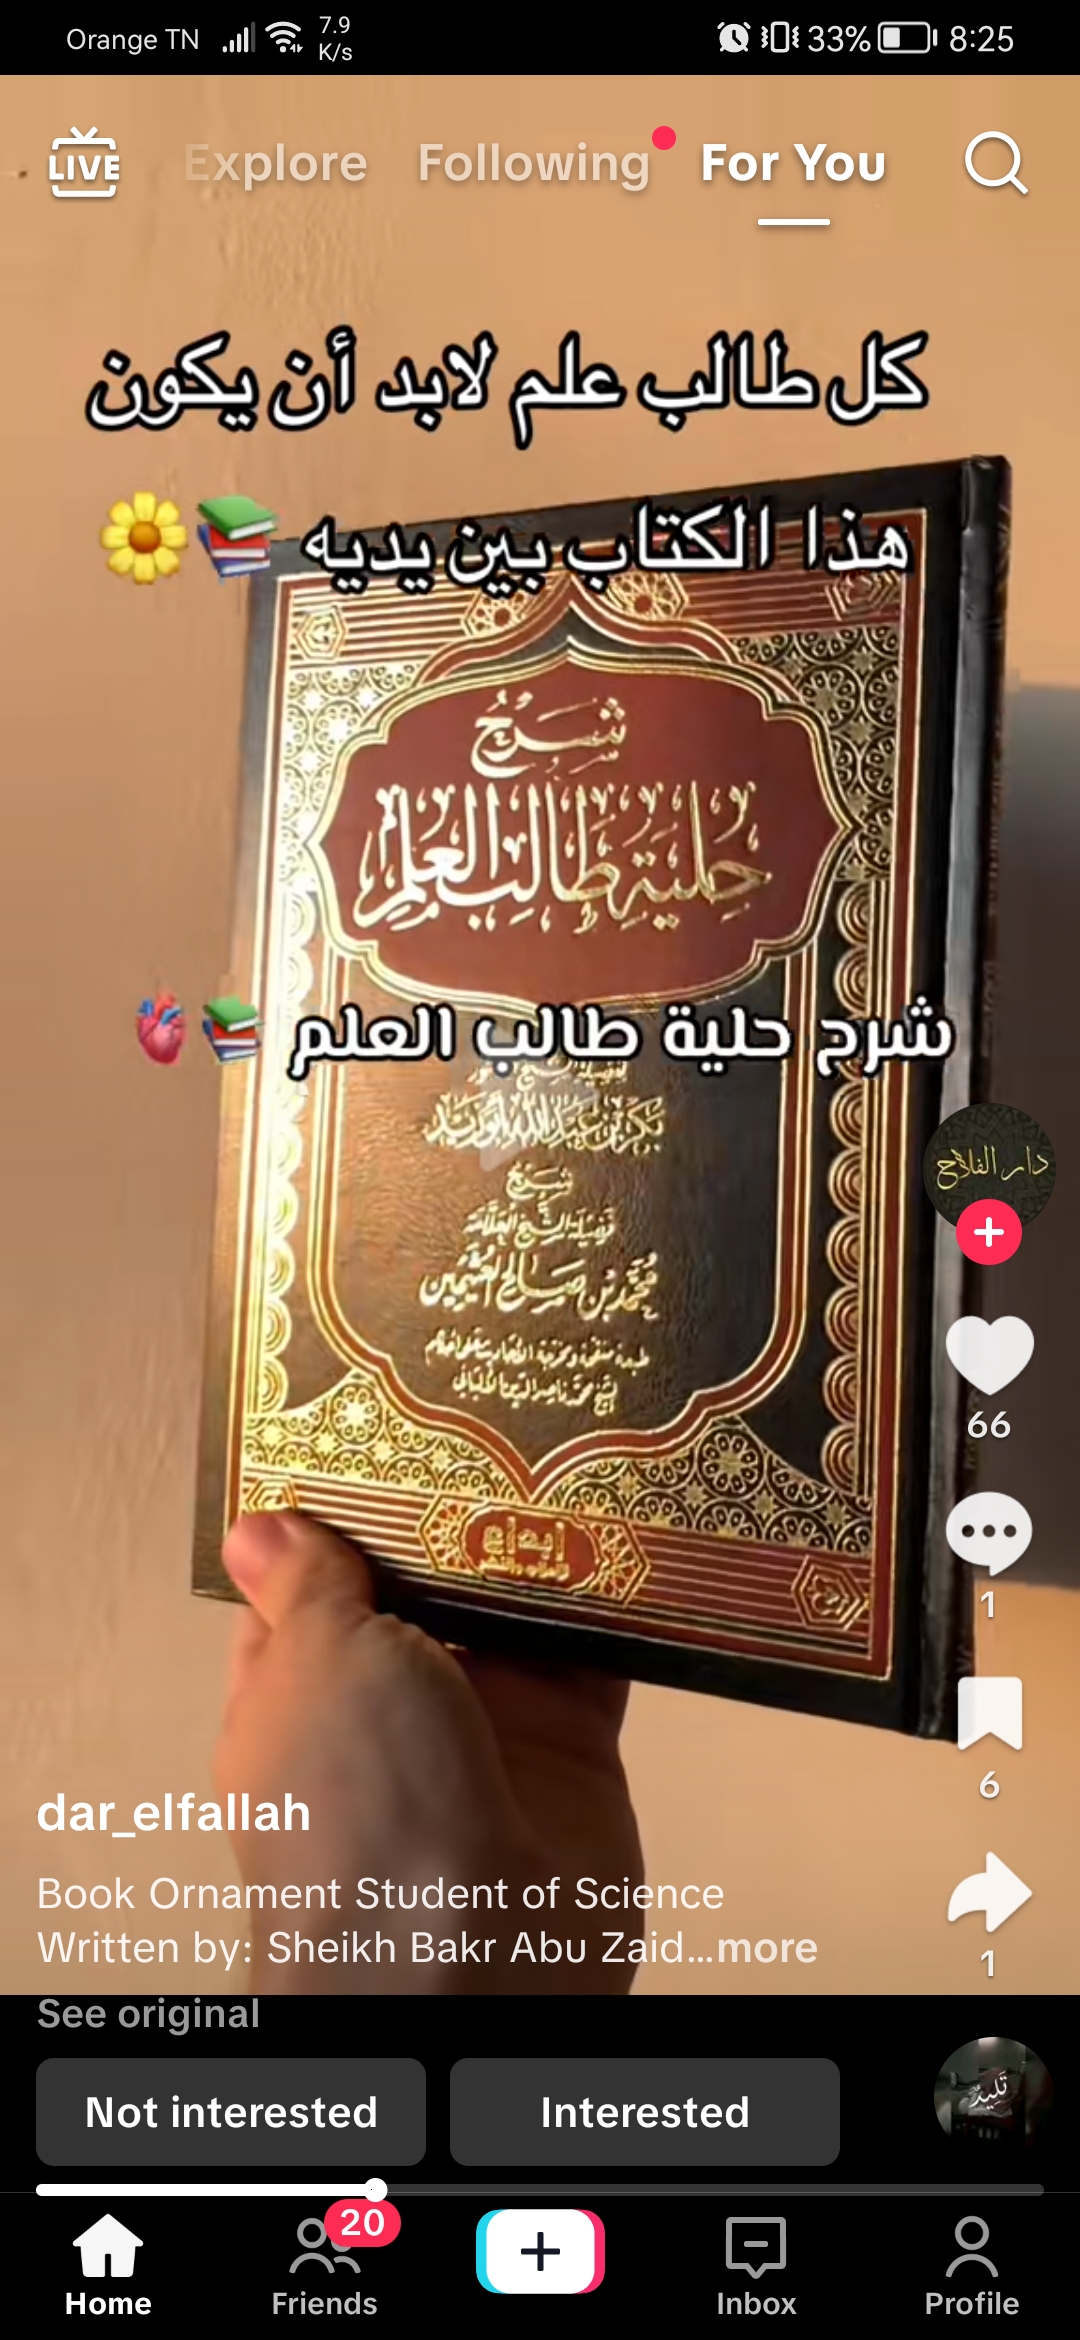 Orange TN
7.9
K/s
33%
8:25
LIVE
Explore
Following
For You
كل طالب علم لابد أن يكون
هذا الكتاب بين يديه
شرح
حلية طالب العلم
شرح حلية طالب العلم
بكر بن عبد الله أبو زيد
شرح
فضيلة الشيخ العلامة
محمد بن صالح العثيمين
إبداع
دار الفلاح
66
1
6
1
dar_elfallah
Book Ornament Student of Science
Written by: Sheikh Bakr Abu Zaid...more
See original
Not interested
Interested
20
Home
Friends
Inbox
Profile